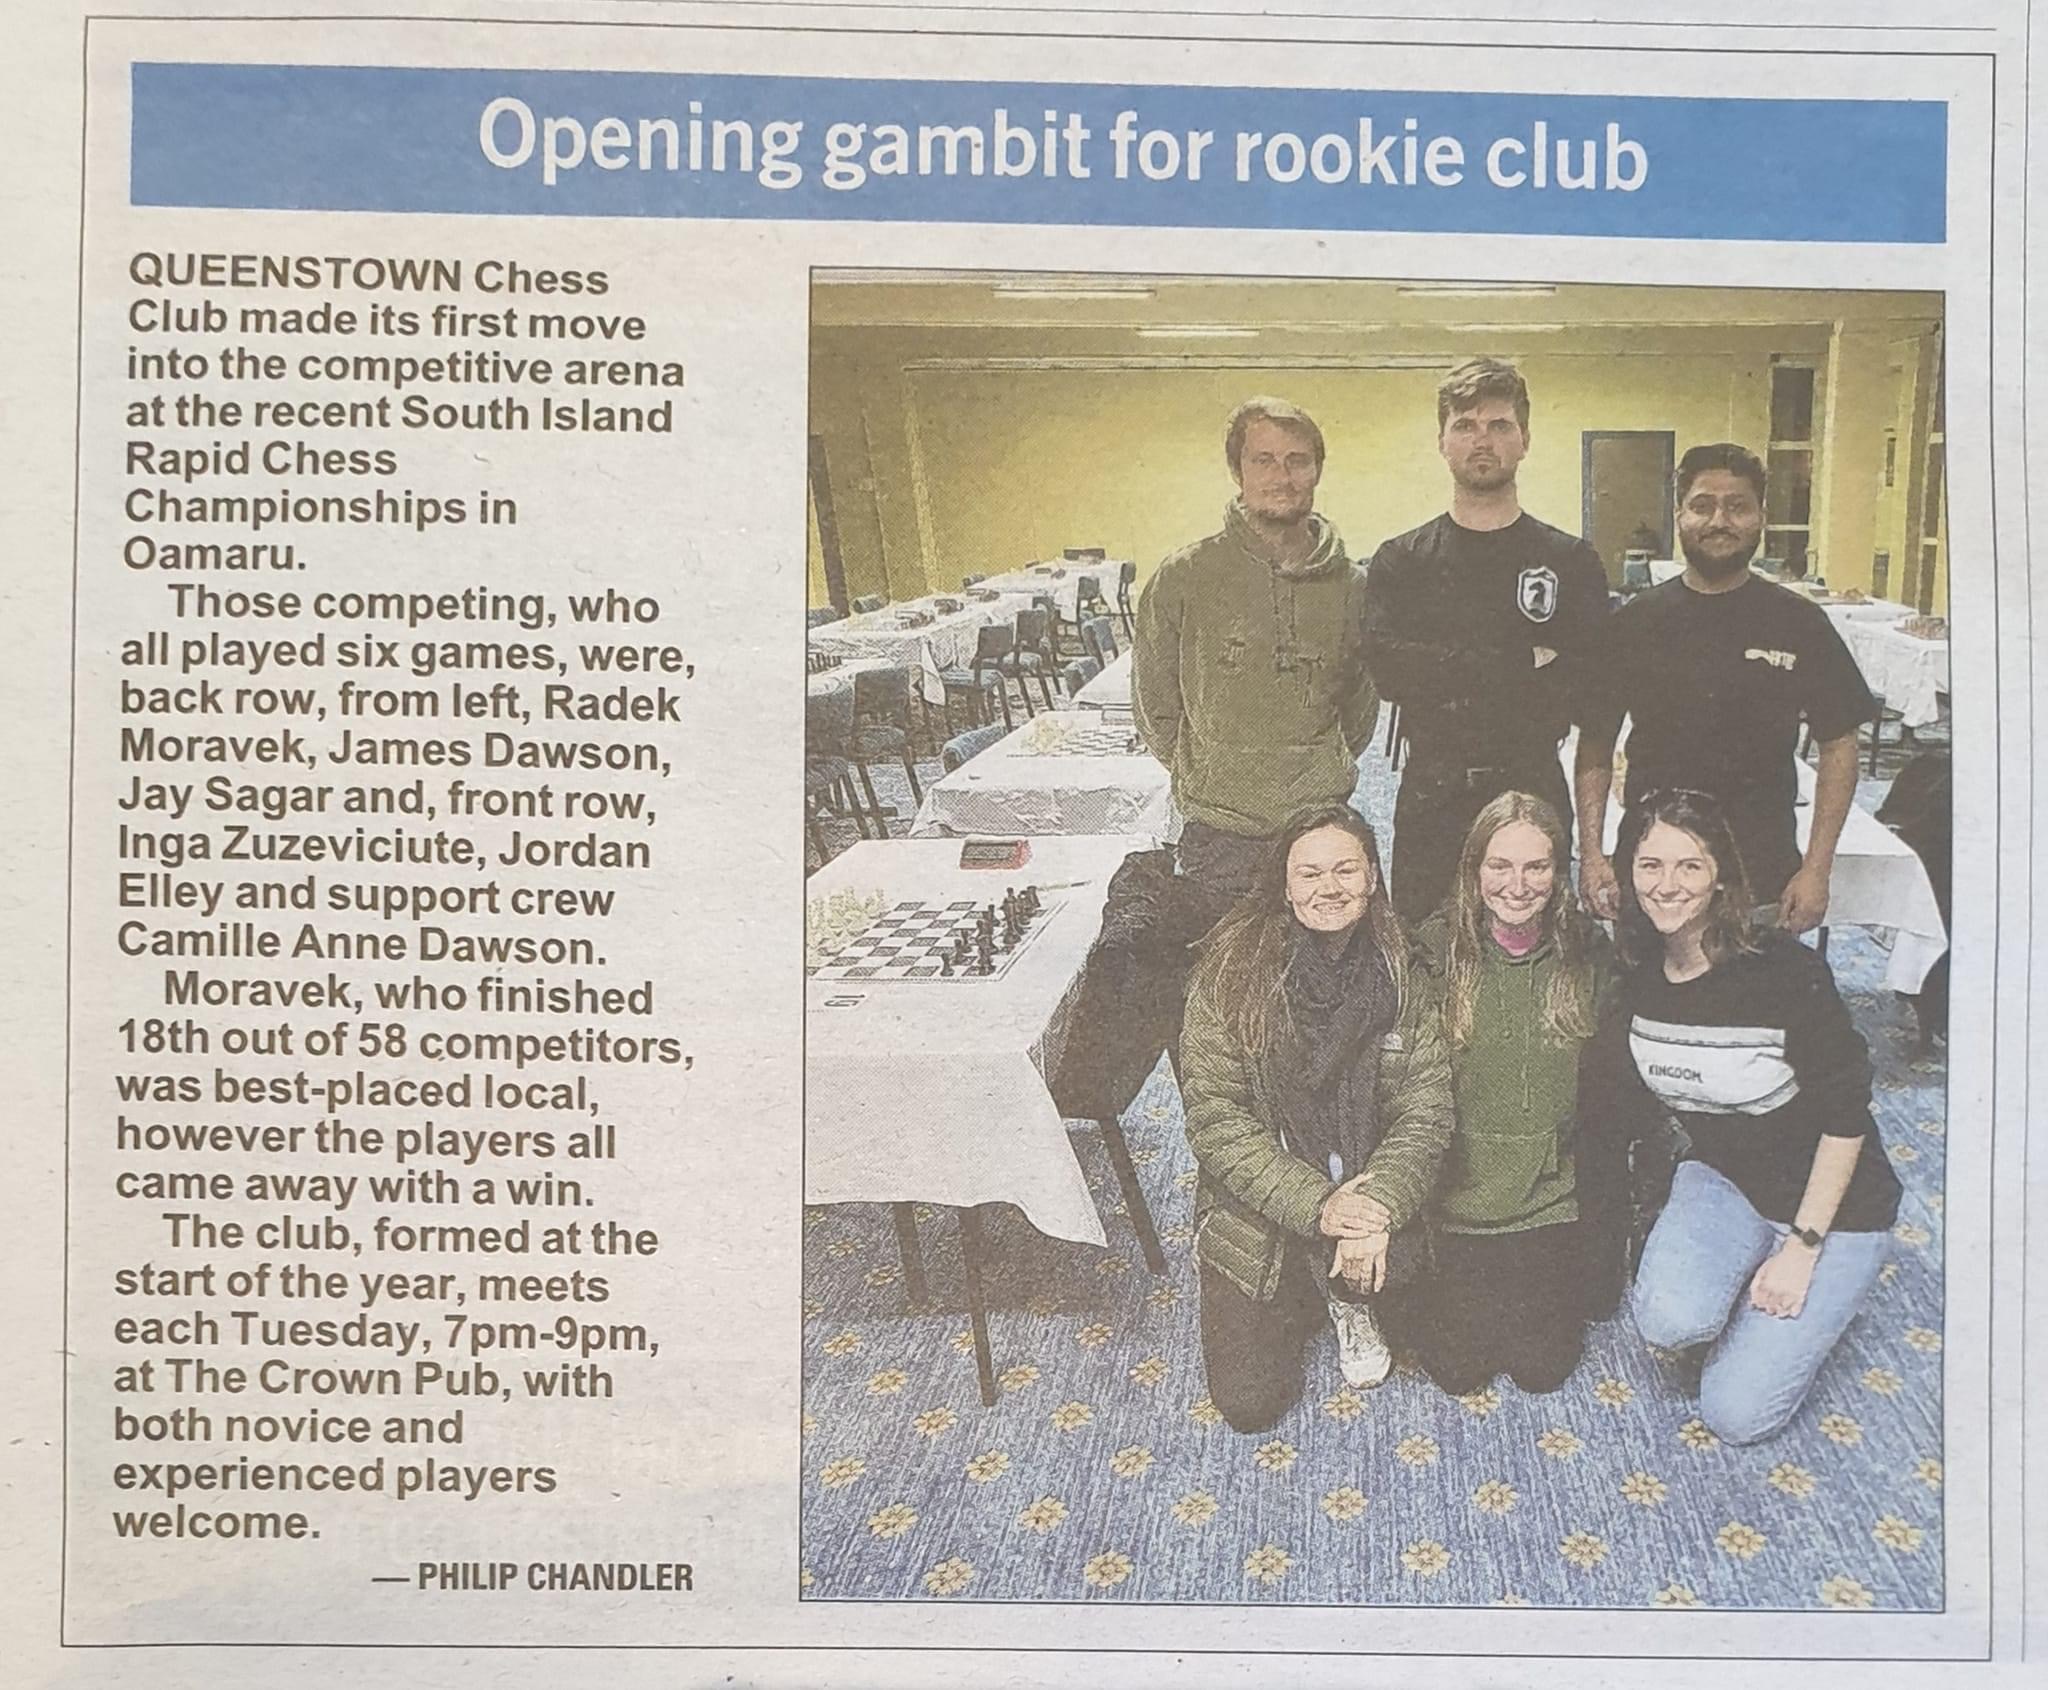 Opening gambit for rookie club
QUEENSTOWN Chess
Club made its first move
into the competitive arena
at the recent South Island
Rapid Chess
Championships in
Oamaru.
Those competing, who
all played six games, were,
back row, from left, Radek
Moravek, James Dawson,
Jay Sagar and, front row,
Inga Zuzeviciute, Jordan
Elley and support crew
Camille Anne Dawson.
Moravek, who finished
18th out of 58 competitors,
was best-placed local,
however the players all
came away with a win.
The club, formed at the
start of the year, meets
each Tuesday, 7pm-9pm,
at The Crown Pub, with
both novice and
experienced players
welcome.
— PHILIP CHANDLER
KINGDOM